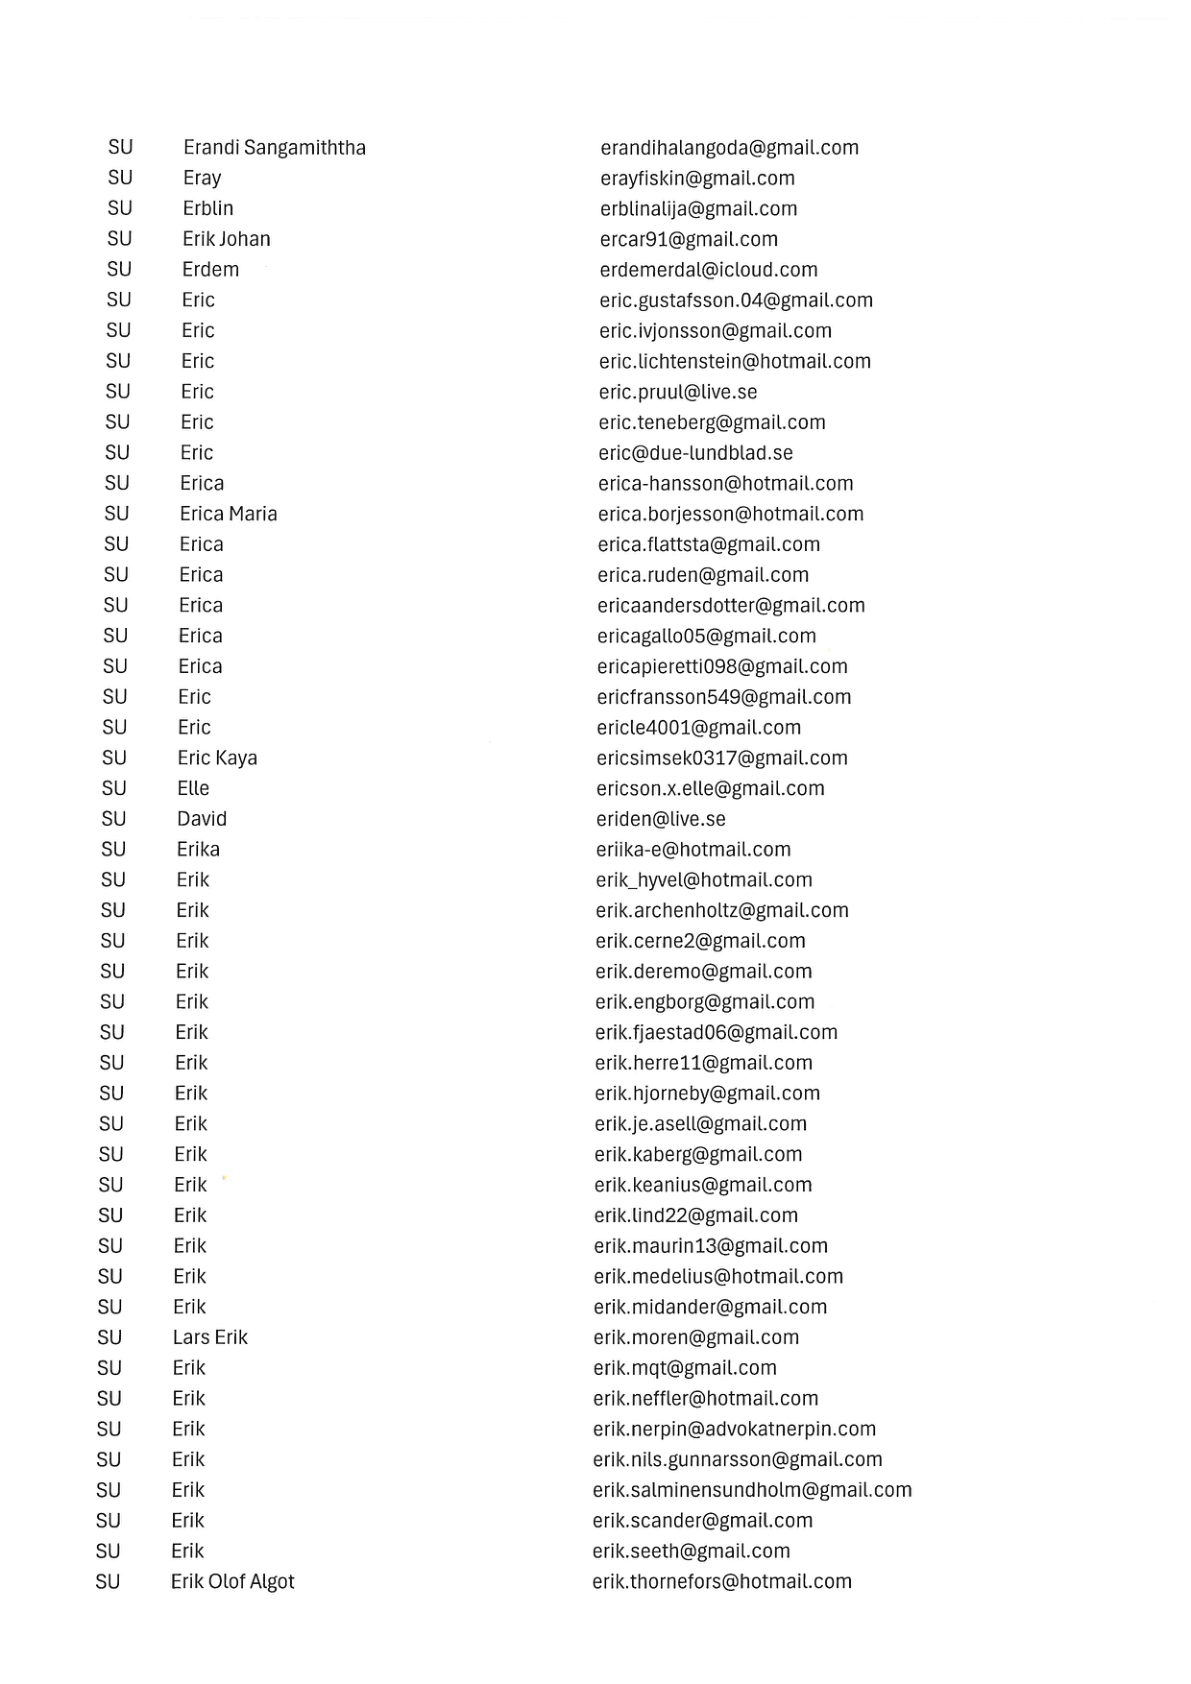 SU Erandi Sangamiththa erandihalangoda@gmail.com
SU Eray erayfiskin@gmail.com
SU Erblin erblinalija@gmail.com
SU Erik Johan ercar91@gmail.com
SU Erdem erdemerdal@icloud.com
SU Eric eric.gustafsson.04@gmail.com
SU Eric eric.ivjonsson@gmail.com
SU Eric eric.lichtenstein@hotmail.com
SU Eric eric.pruul@live.se
SU Eric eric.teneberg@gmail.com
SU Eric eric@due-lundblad.se
SU Erica erica-hansson@hotmail.com
SU Erica Maria erica.borjesson@hotmail.com
SU Erica erica.flattsta@gmail.com
SU Erica erica.ruden@gmail.com
SU Erica ericaandersdotter@gmail.com
SU Erica ericagallo05@gmail.com
SU Erica ericapieretti098@gmail.com
SU Eric ericfransson549@gmail.com
SU Eric ericle4001@gmail.com
SU Eric Kaya ericsimsek0317@gmail.com
SU Elle ericson.x.elle@gmail.com
SU David eriden@live.se
SU Erika eriika-e@hotmail.com
SU Erik erik_hyvel@hotmail.com
SU Erik erik.archenholtz@gmail.com
SU Erik erik.cerne2@gmail.com
SU Erik erik.deremo@gmail.com
SU Erik erik.engborg@gmail.com
SU Erik erik.fjaestad06@gmail.com
SU Erik erik.herre11@gmail.com
SU Erik erik.hjorneby@gmail.com
SU Erik erik.je.asell@gmail.com
SU Erik erik.kaberg@gmail.com
SU Erik erik.keanius@gmail.com
SU Erik erik.lind22@gmail.com
SU Erik erik.maurin13@gmail.com
SU Erik erik.medelius@hotmail.com
SU Erik erik.midander@gmail.com
SU Lars Erik erik.moren@gmail.com
SU Erik erik.mqt@gmail.com
SU Erik erik.neffler@hotmail.com
SU Erik erik.nerpin@advokatnerpin.com
SU Erik erik.nils.gunnarsson@gmail.com
SU Erik erik.salminensundholm@gmail.com
SU Erik erik.scander@gmail.com
SU Erik erik.seeth@gmail.com
SU Erik Olof Algot erik.thornefors@hotmail.com